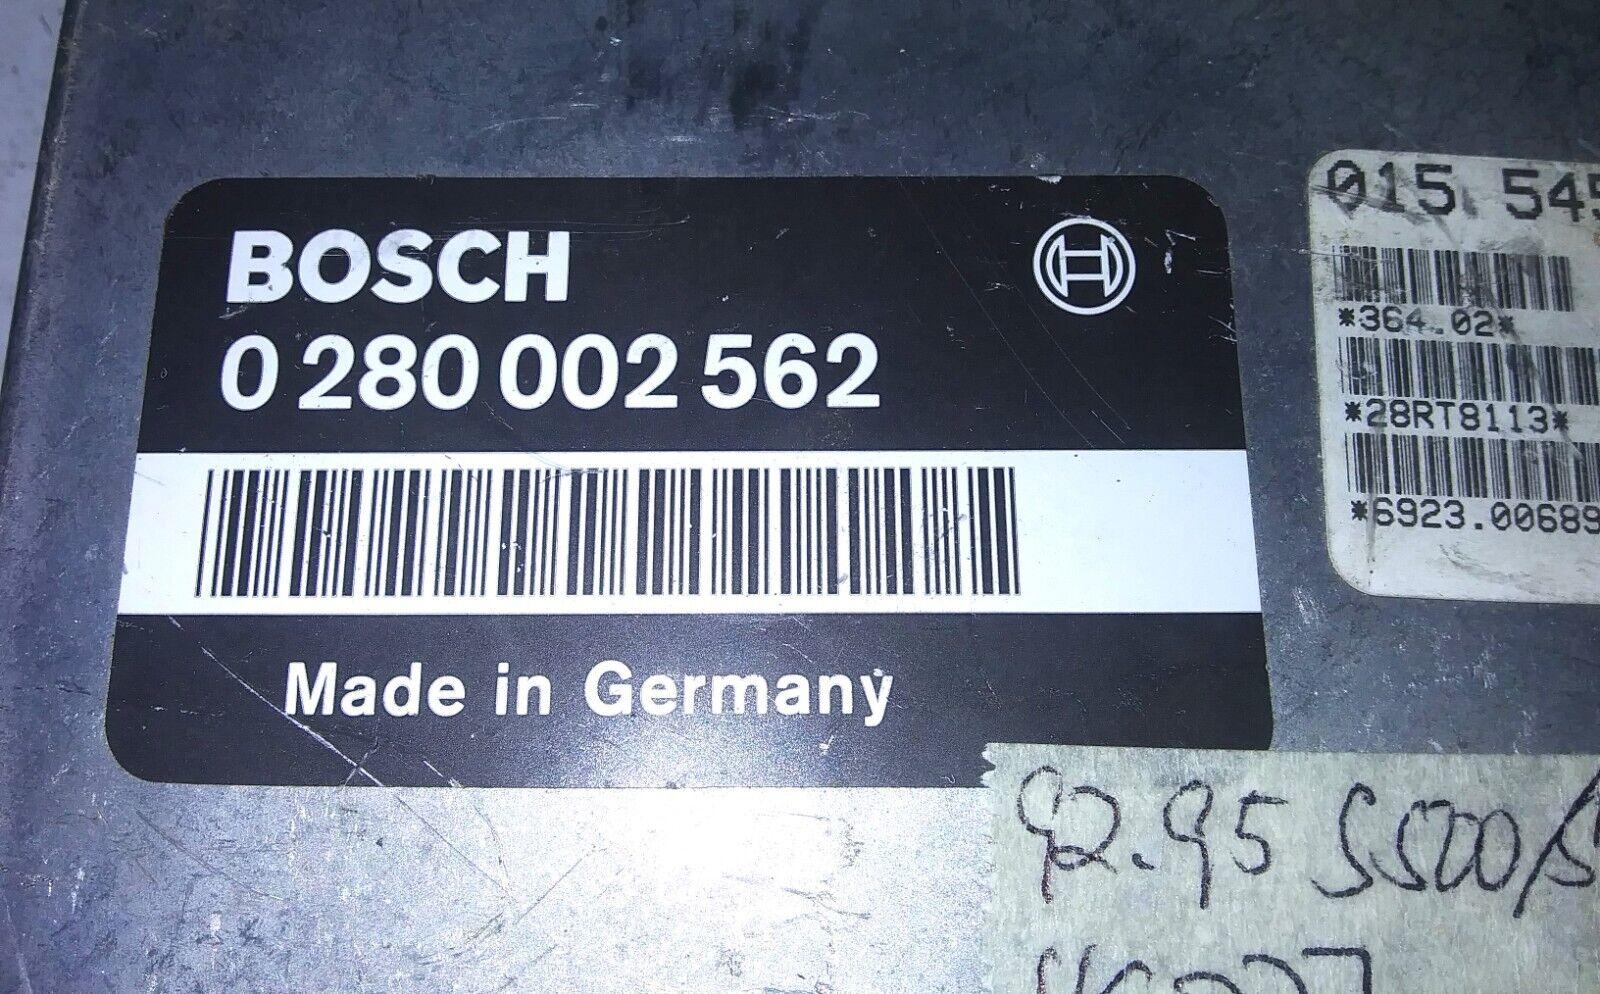 BOSCH
0 280 002 562
Made in Germany
015 545
*364.02*
*28RT8113*
*6923.00689
92.95 S500/S